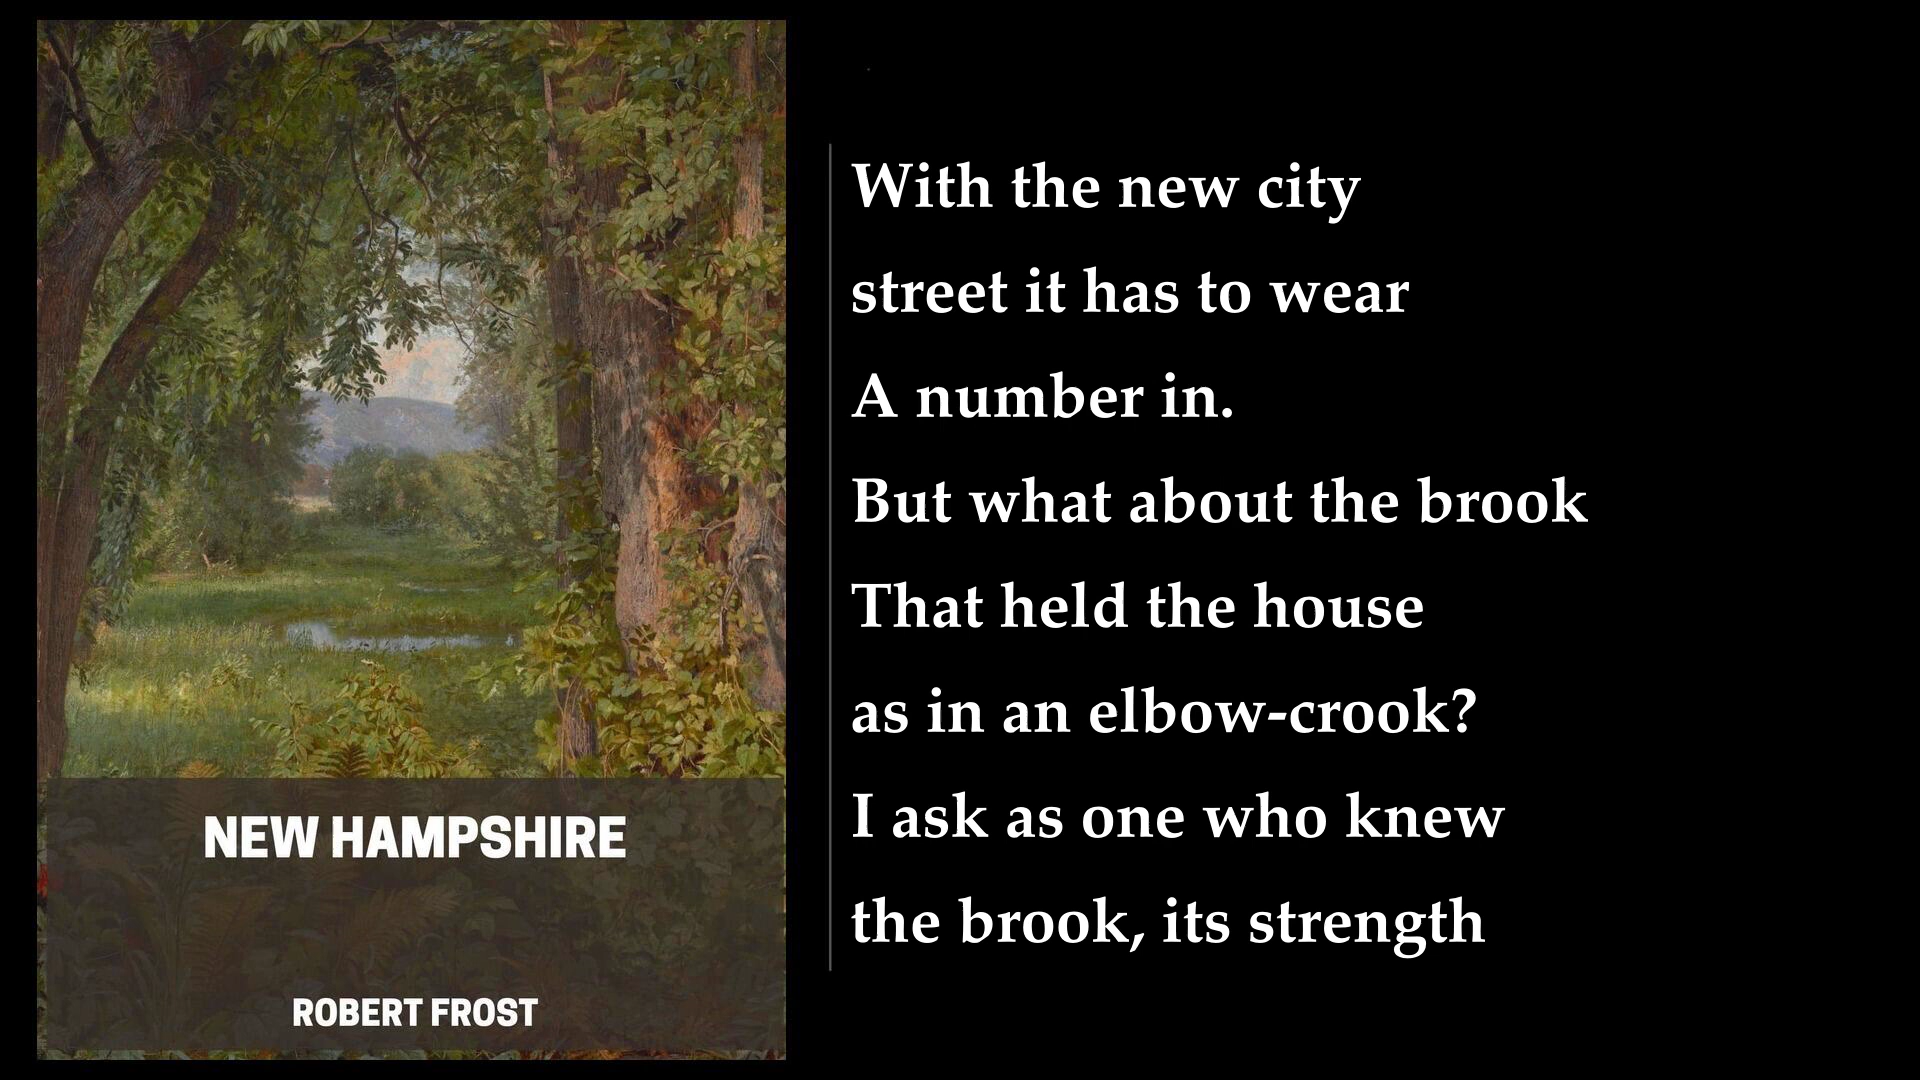 NEW HAMPSHIRE
ROBERT FROST
With the new city
street it has to wear
A number in.
But what about the brook
That held the house
as in an elbow-crook?
I ask as one who knew
the brook, its strength